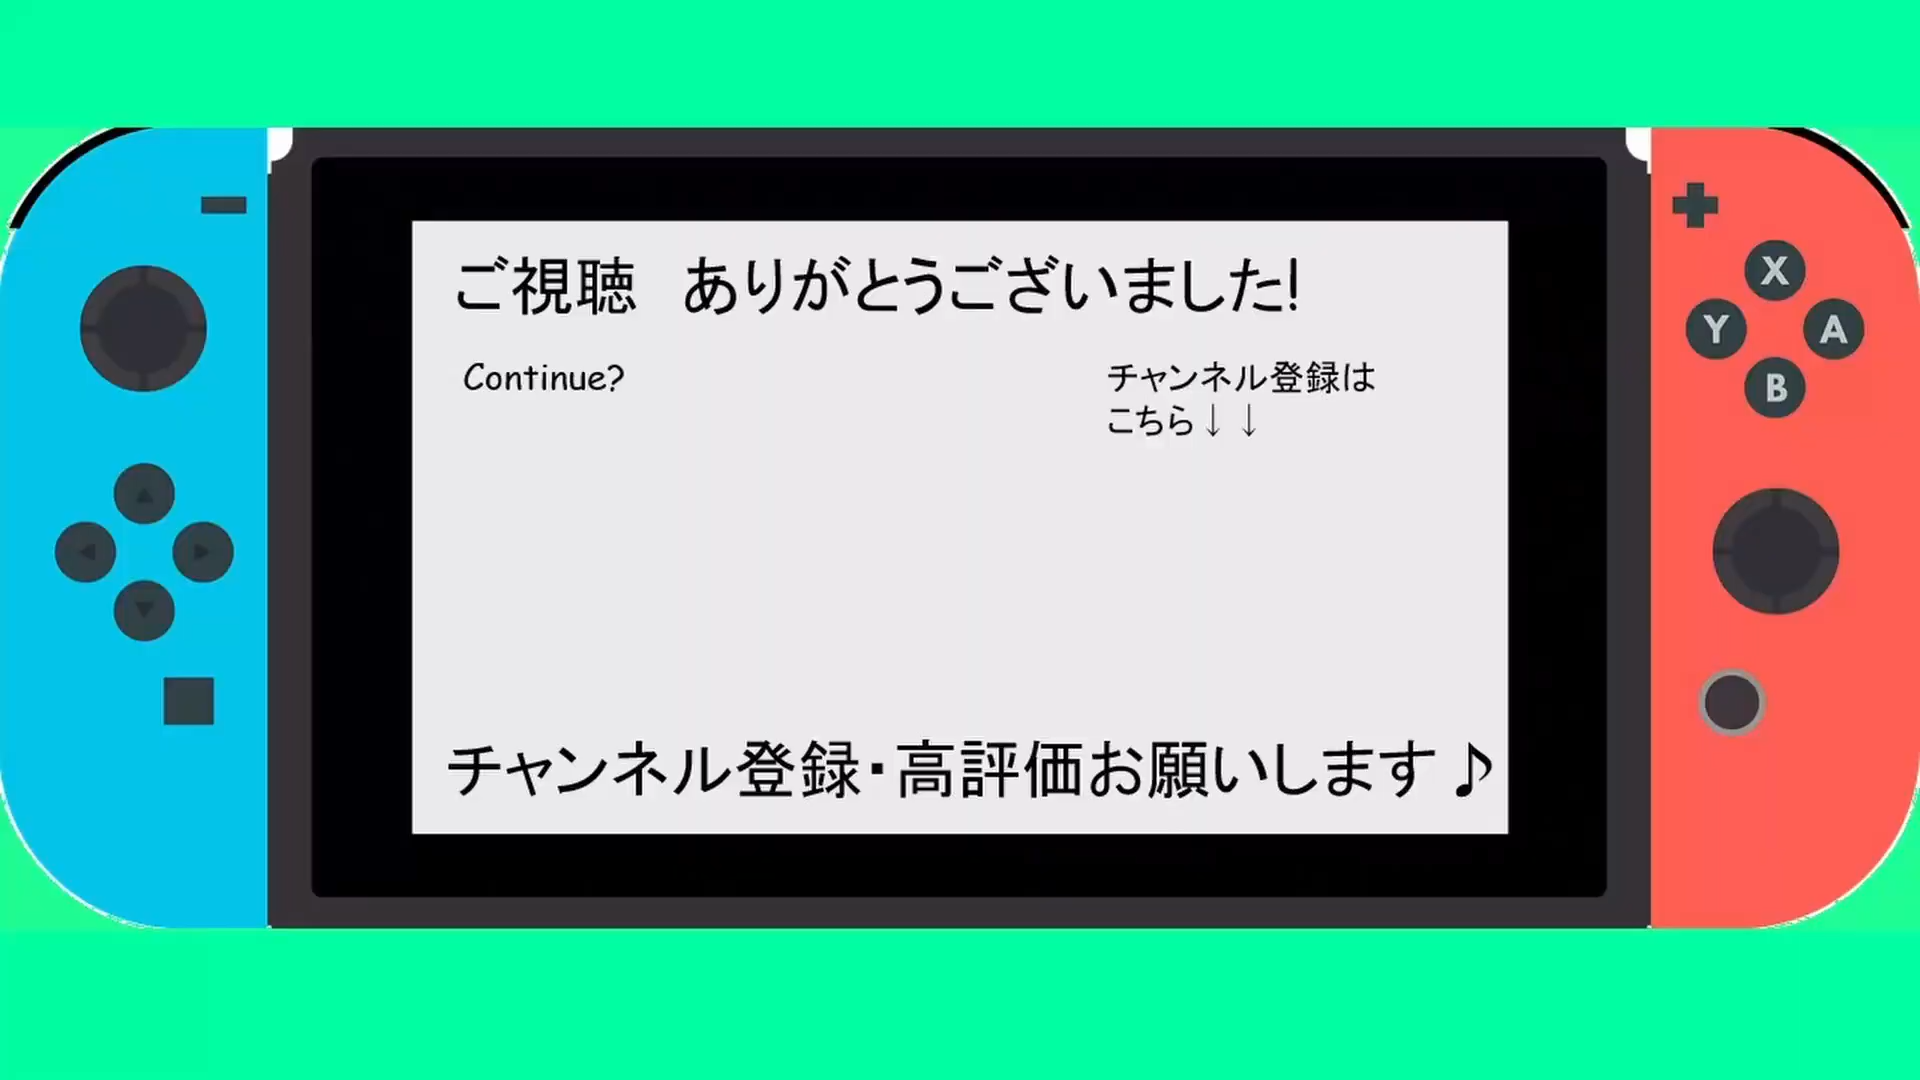 ご視聴　ありがとうございました!
Continue?
チャンネル登録は
こちら↓↓
チャンネル登録・高評価お願いします♪
X
Y
A
B